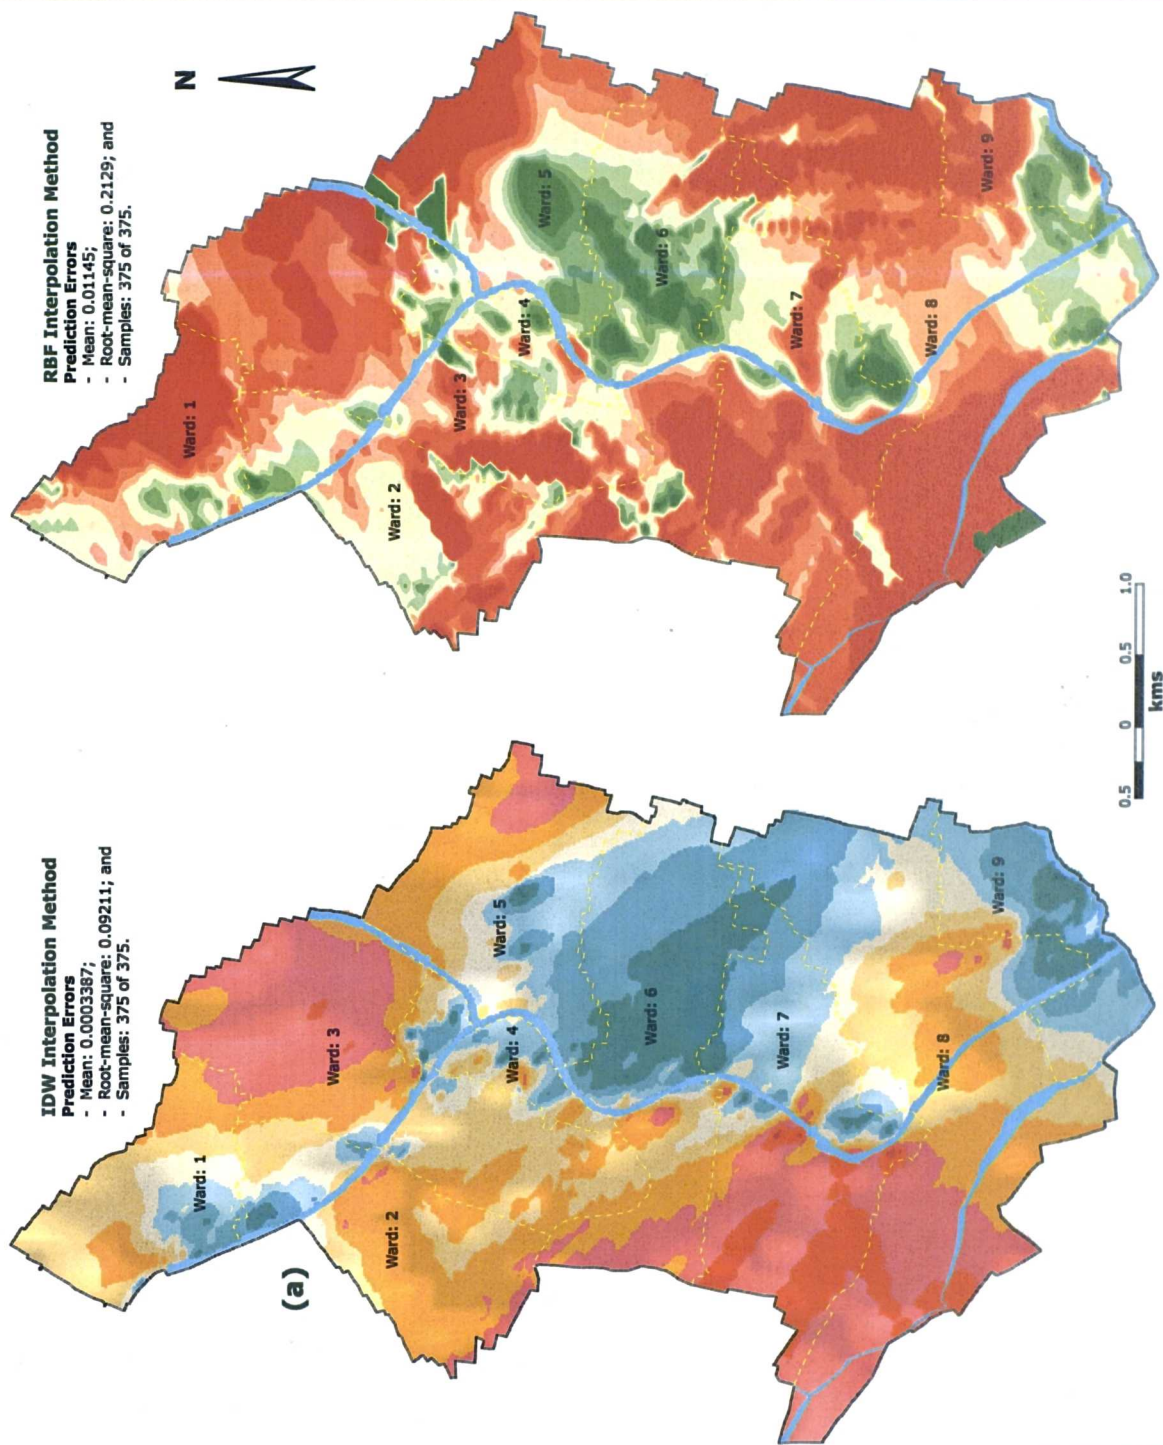 IDW Interpolation Method
Prediction Errors
- Mean: 0.0003387;
- Root-mean-square: 0.09211; and
- Samples: 375 of 375.
(a)
Ward: 1
Ward: 2
Ward: 3
Ward: 4
Ward: 5
Ward: 6
Ward: 7
Ward: 8
Ward: 9
RBF Interpolation Method
Prediction Errors
- Mean: 0.01145;
- Root-mean-square: 0.2129; and
- Samples: 375 of 375.
N
Ward: 1
Ward: 2
Ward: 3
Ward: 4
Ward: 5
Ward: 6
Ward: 7
Ward: 8
Ward: 9
0.5 0 0.5 1.0
kms